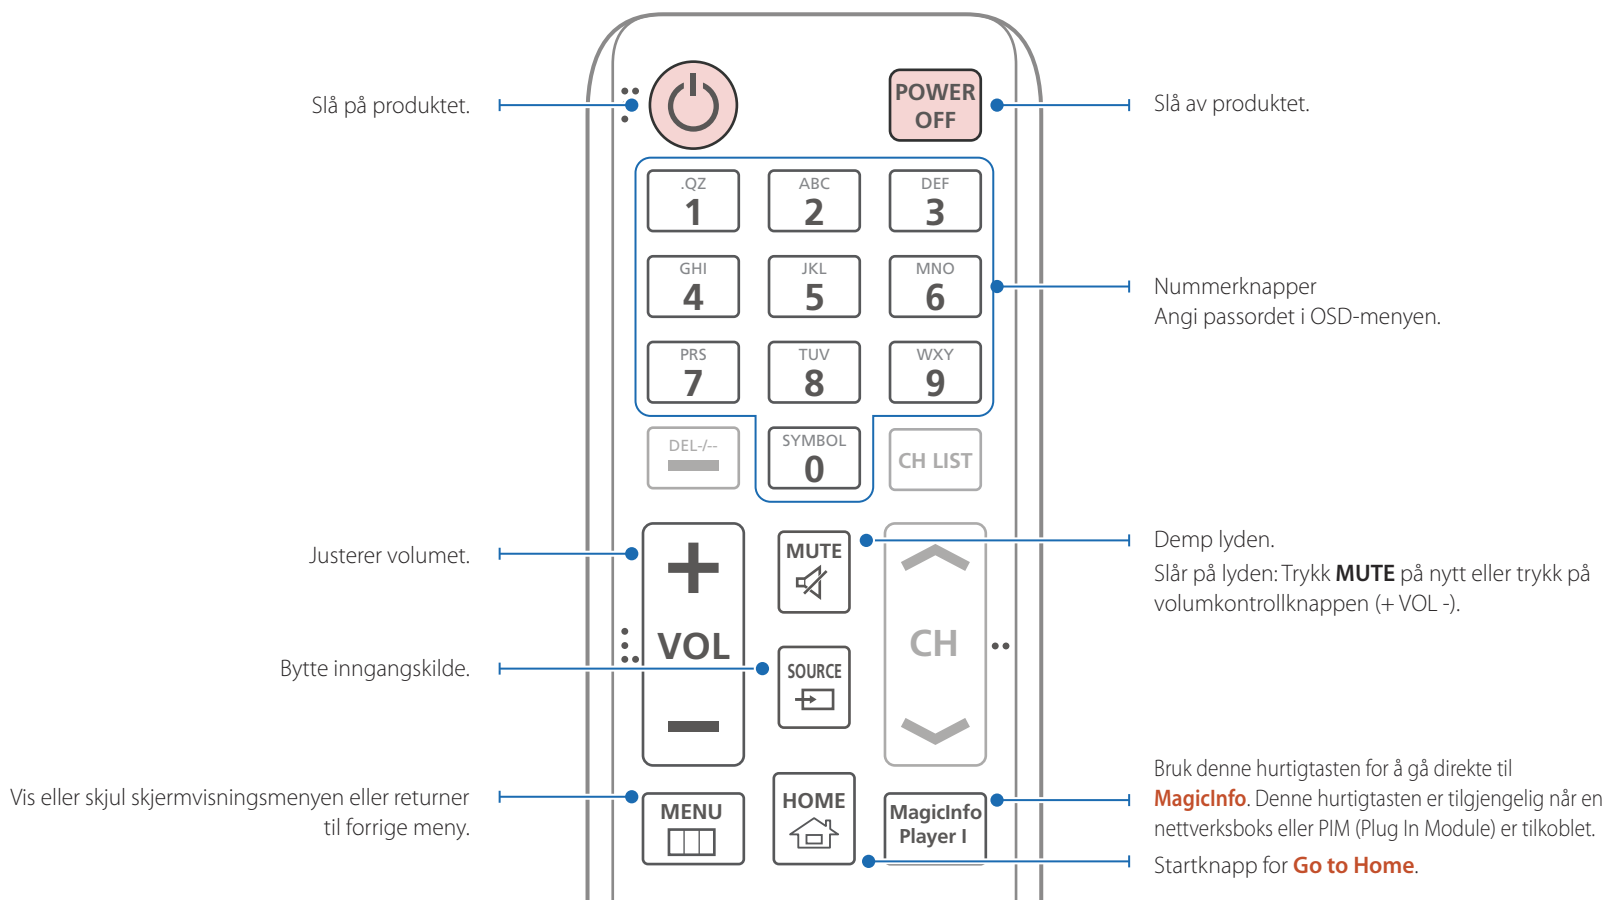 Slå på produktet.
POWER
OFF
Slå av produktet.
.QZ
1
ABC
2
DEF
3
GHI
4
JKL
5
MNO
6
Nummerknapper
Angi passordet i OSD-menyen.
PRS
7
TUV
8
WXY
9
DEL-/--
SYMBOL
0
CH LIST
Justerer volumet.
+
VOL
MUTE
CH
Demp lyden.
Slår på lyden: Trykk MUTE på nytt eller trykk på
volumkontrollknappen (+ VOL -).
Bytte inngangskilde.
SOURCE
Vis eller skjul skjermvisningsmenyen eller returner
til forrige meny.
MENU
HOME
MagicInfo
Player I
Bruk denne hurtigtasten for å gå direkte til
MagicInfo. Denne hurtigtasten er tilgjengelig når en
nettverksboks eller PIM (Plug In Module) er tilkoblet.
Startknapp for Go to Home.